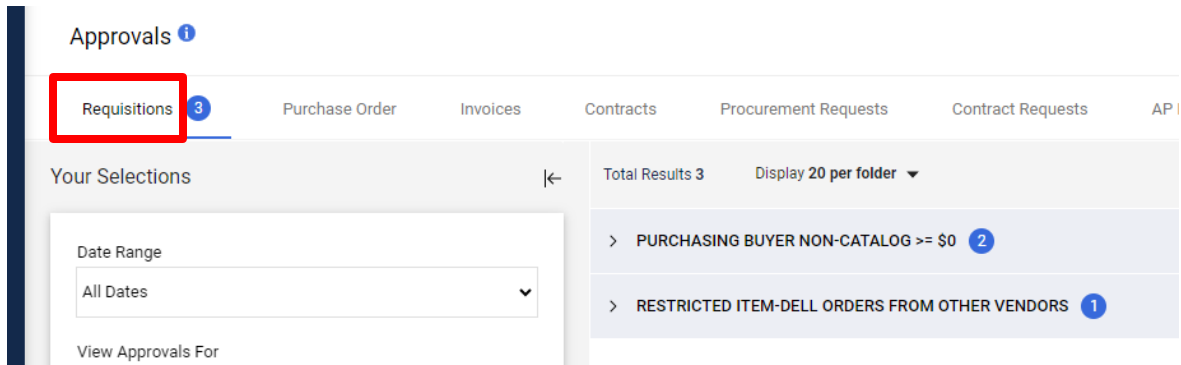 Approvals i
Requisitions 3 Purchase Order Invoices Contracts Procurement Requests Contract Requests AP
Your Selections
Total Results 3 Display 20 per folder
PURCHASING BUYER NON-CATALOG >= $0 2
Date Range
All Dates
RESTRICTED ITEM-DELL ORDERS FROM OTHER VENDORS 1
View Approvals For